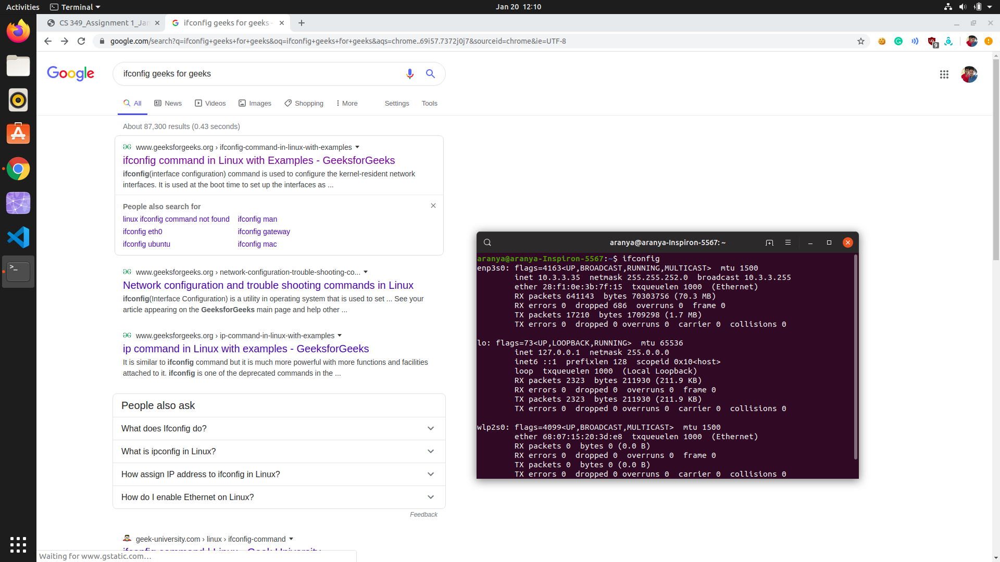 Activities
Terminal
Jan 20  12:10
CS 349_Assignment 1_Jan
ifconfig geeks for geeks -
google.com/search?q=ifconfig+geeks+for+geeks&oq=ifconfig+geeks+for+geeks&aqs=chrome..69i57.7372j0j7&sourceid=chrome&ie=UTF-8
9
Google
ifconfig geeks for geeks
All
News
Videos
Images
Shopping
More
Settings
Tools
About 87,300 results (0.43 seconds)
www.geeksforgeeks.org › ifconfig-command-in-linux-with-examples
ifconfig command in Linux with Examples - GeeksforGeeks
ifconfig(interface configuration) command is used to configure the kernel-resident network
interfaces. It is used at the boot time to set up the interfaces as ...
People also search for
linux ifconfig command not found
ifconfig man
ifconfig eth0
ifconfig gateway
ifconfig ubuntu
ifconfig mac
www.geeksforgeeks.org › network-configuration-trouble-shooting-co...
Network configuration and trouble shooting commands in Linux
ifconfig(Interface Configuration) is a utility in operating system that is used to set ... See your
article appearing on the GeeksforGeeks main page and help other ...
www.geeksforgeeks.org › ip-command-in-linux-with-examples
ip command in Linux with examples - GeeksforGeeks
It is similar to ifconfig command but it is much more powerful with more functions and facilities
attached to it. ifconfig is one of the deprecated commands in the ...
People also ask
What does Ifconfig do?
What is ipconfig in Linux?
How assign IP address to ifconfig in Linux?
How do I enable Ethernet on Linux?
Feedback
geek-university.com › linux › ifconfig-command
ifconfig command | Linux - Geek University
Waiting for www.gstatic.com…
aranya@aranya-Inspiron-5567: ~
aranya@aranya-Inspiron-5567:~$ ifconfig
enp3s0: flags=4163<UP,BROADCAST,RUNNING,MULTICAST>  mtu 1500
inet 10.3.3.35  netmask 255.255.252.0  broadcast 10.3.3.255
ether 28:f1:0e:3b:7f:15  txqueuelen 1000  (Ethernet)
RX packets 641143  bytes 70303756 (70.3 MB)
RX errors 0  dropped 686  overruns 0  frame 0
TX packets 17210  bytes 1709298 (1.7 MB)
TX errors 0  dropped 0 overruns 0  carrier 0  collisions 0
lo: flags=73<UP,LOOPBACK,RUNNING>  mtu 65536
inet 127.0.0.1  netmask 255.0.0.0
inet6 ::1  prefixlen 128  scopeid 0x10<host>
loop  txqueuelen 1000  (Local Loopback)
RX packets 2323  bytes 211930 (211.9 KB)
RX errors 0  dropped 0  overruns 0  frame 0
TX packets 2323  bytes 211930 (211.9 KB)
TX errors 0  dropped 0 overruns 0  carrier 0  collisions 0
wlp2s0: flags=4099<UP,BROADCAST,MULTICAST>  mtu 1500
ether 68:07:15:20:3d:e8  txqueuelen 1000  (Ethernet)
RX packets 0  bytes 0 (0.0 B)
RX errors 0  dropped 0  overruns 0  frame 0
TX packets 0  bytes 0 (0.0 B)
TX errors 0  dropped 0 overruns 0  carrier 0  collisions 0